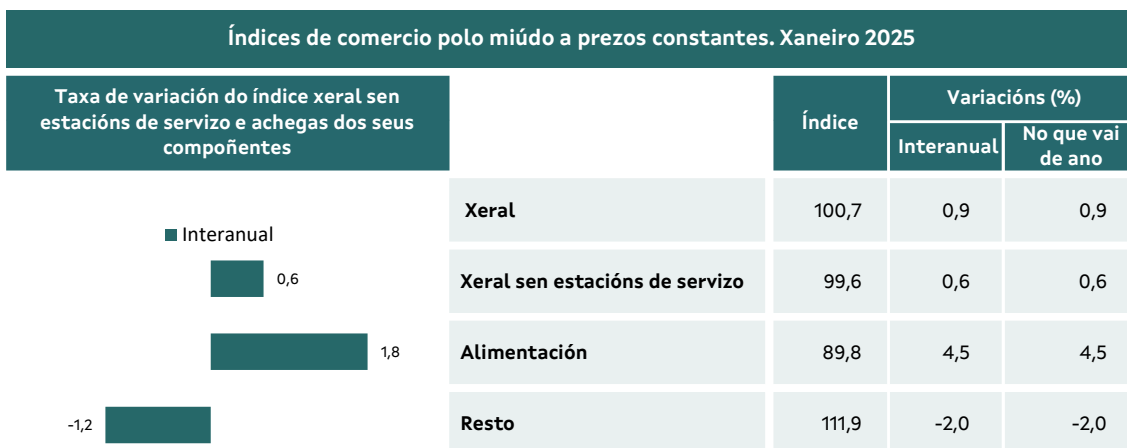 Índices de comercio polo miúdo a prezos constantes. Xaneiro 2025
Taxa de variación do índice xeral sen
estacións de servizo e achegas dos seus
compoñentes
Índice
Variacións (%)
Interanual
No que vai
de ano
Interanual
Xeral 100,7 0,9 0,9
0,6 Xeral sen estacións de servizo 99,6 0,6 0,6
1,8 Alimentación 89,8 4,5 4,5
-1,2 Resto 111,9 -2,0 -2,0